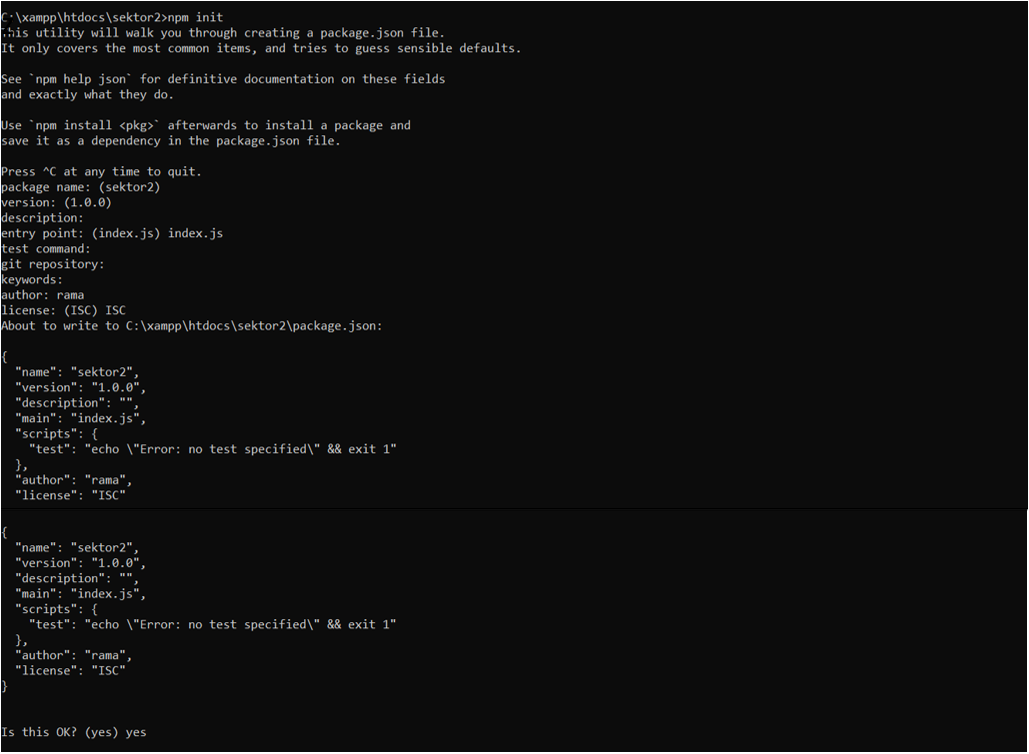 C:\xampp\htdocs\sektor2>npm init
This utility will walk you through creating a package.json file.
It only covers the most common items, and tries to guess sensible defaults.
See `npm help json` for definitive documentation on these fields
and exactly what they do.
Use `npm install <pkg>` afterwards to install a package and
save it as a dependency in the package.json file.
Press ^C at any time to quit.
package name: (sektor2)
version: (1.0.0)
description:
entry point: (index.js) index.js
test command:
git repository:
keywords:
author: rama
license: (ISC) ISC
About to write to C:\xampp\htdocs\sektor2\package.json:
{
  "name": "sektor2",
  "version": "1.0.0",
  "description": "",
  "main": "index.js",
  "scripts": {
    "test": "echo \"Error: no test specified\" && exit 1"
  },
  "author": "rama",
  "license": "ISC"
{
  "name": "sektor2",
  "version": "1.0.0",
  "description": "",
  "main": "index.js",
  "scripts": {
    "test": "echo \"Error: no test specified\" && exit 1"
  },
  "author": "rama",
  "license": "ISC"
}
Is this OK? (yes) yes